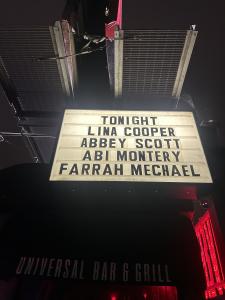 TONIGHT
LINA COOPER
ABBEY SCOTT
ABI MONTERY
FARRAH MECHAEL
UNIVERSAL BAR & GRILL